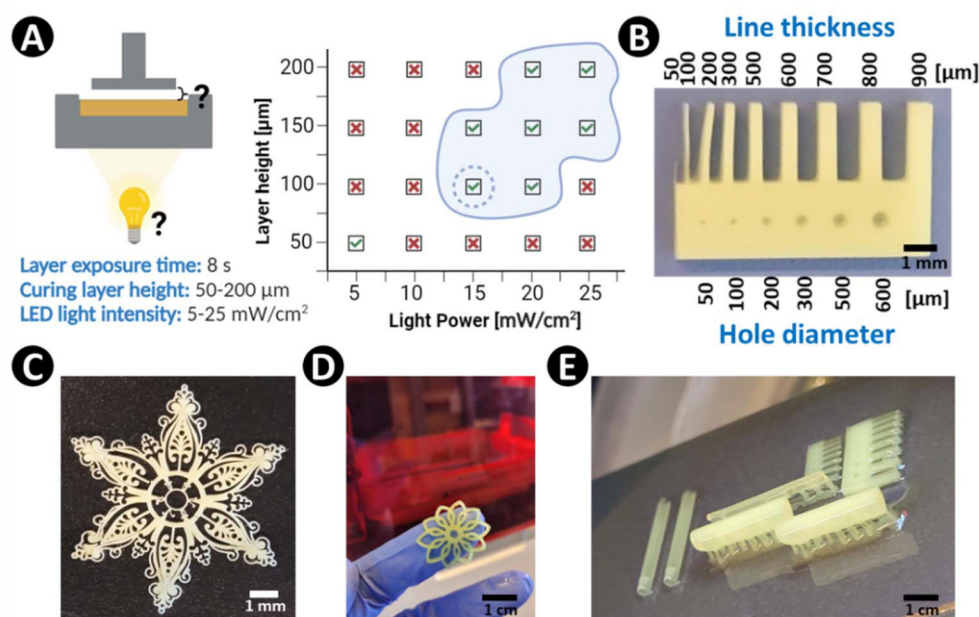 A
?
?
Layer exposure time: 8 s
Curing layer height: 50-200 µm
LED light intensity: 5-25 mW/cm²
Layer height [µm]
200
150
100
50
5 10 15 20 25
Light Power [mW/cm²]
B
Line thickness
50 100 200 300 500 600 700 800 900 [µm]
1 mm
50 100 200 300 500 600 [µm]
Hole diameter
C
1 mm
D
1 cm
E
1 cm